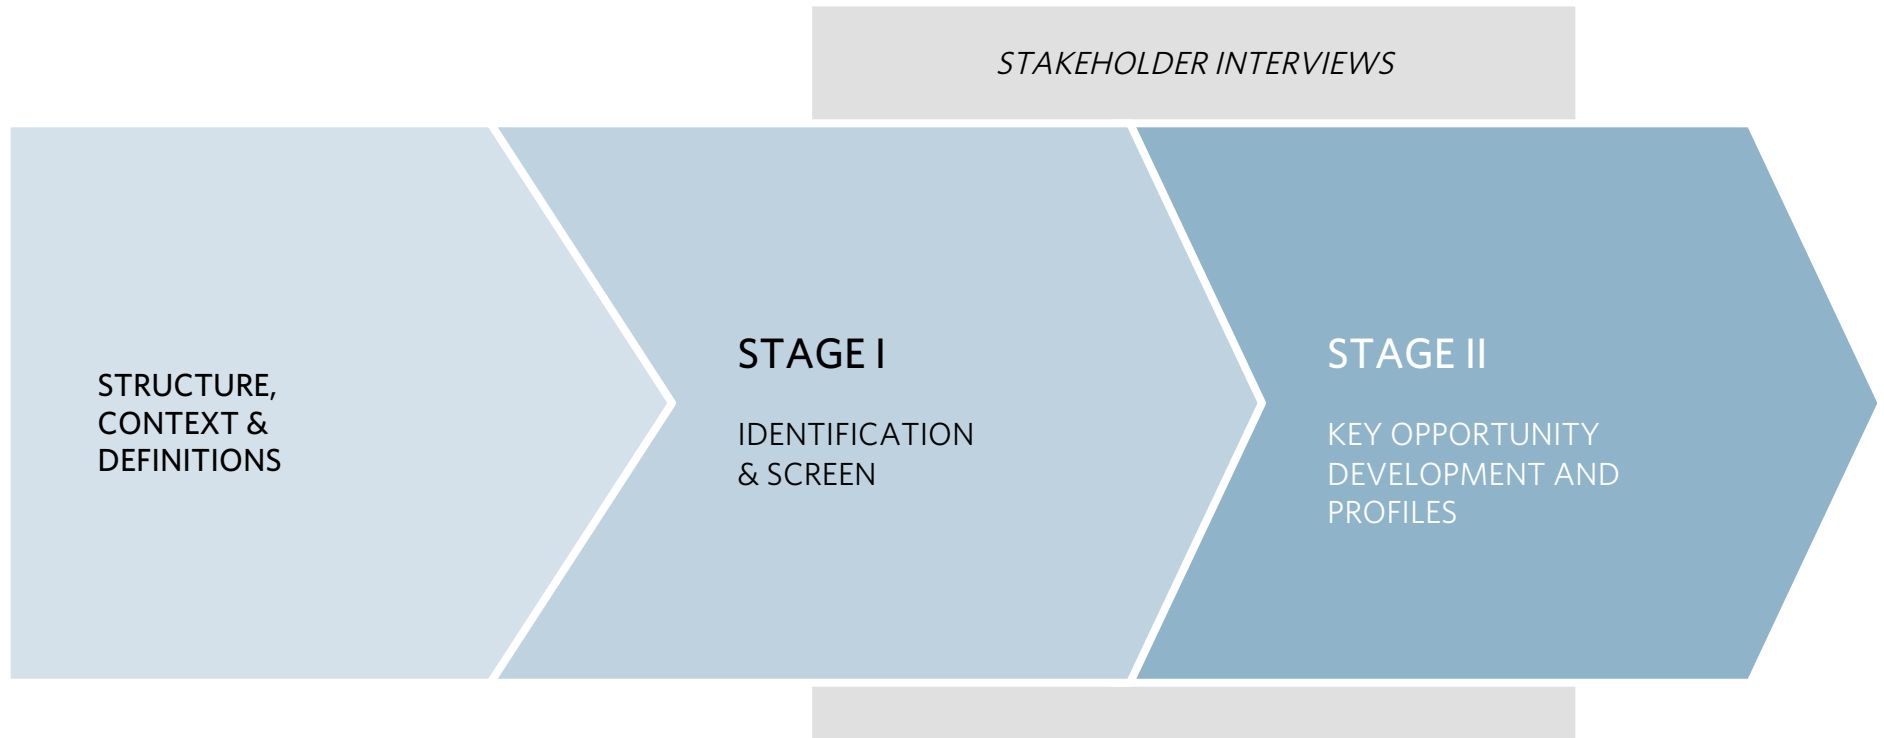 STAKEHOLDER INTERVIEWS
STRUCTURE,
CONTEXT &
DEFINITIONS
STAGE I
IDENTIFICATION
& SCREEN
STAGE II
KEY OPPORTUNITY
DEVELOPMENT AND
PROFILES